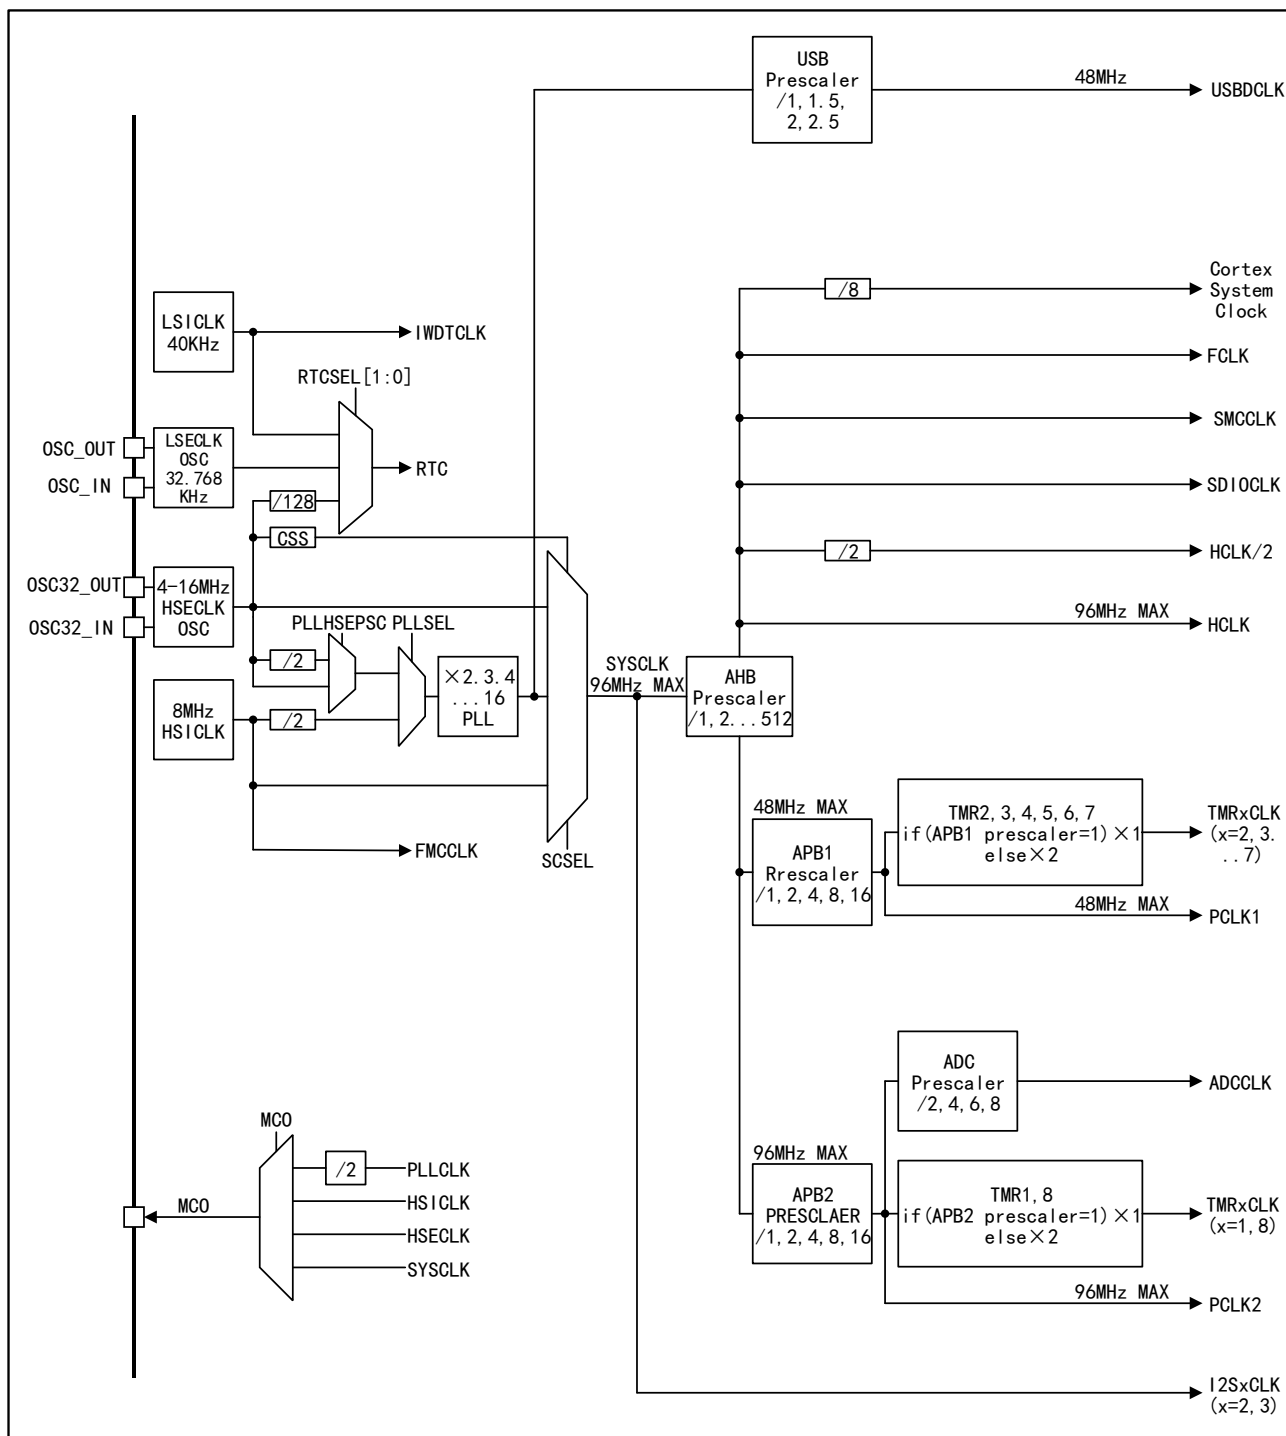 USB
Prescaler
/1, 1.5,
2, 2.5
48MHz
USBDCLK
Cortex
System
Clock
/8
LSICLK
40KHz
IWDTCLK
FCLK
RTCSEL[1:0]
SMCCLK
OSC_OUT
OSC_IN
LSECLK
OSC
32.768
KHz
RTC
SDIOCLK
/128
CSS
/2
HCLK/2
OSC32_OUT
OSC32_IN
4-16MHz
HSECLK
OSC
PLLHSEPSC
PLLSEL
96MHz MAX
HCLK
/2
×2.3.4
...16
PLL
SYSCLK
96MHz MAX
AHB
Prescaler
/1, 2...512
8MHz
HSICLK
/2
48MHz MAX
APB1
Rrescaler
/1, 2, 4, 8, 16
TMR2, 3, 4, 5, 6, 7
if(APB1 prescaler=1)×1
else×2
TMRxCLK
(x=2, 3.
..7)
FMCCLK
SCSEL
48MHz MAX
PCLK1
ADC
Prescaler
/2, 4, 6, 8
ADCCLK
MCO
/2
PLLCLK
MCO
HSICLK
HSECLK
SYSCLK
96MHz MAX
APB2
PRESCLAER
/1, 2, 4, 8, 16
TMR1, 8
if(APB2 prescaler=1)×1
else×2
TMRxCLK
(x=1, 8)
96MHz MAX
PCLK2
I2SxCLK
(x=2, 3)